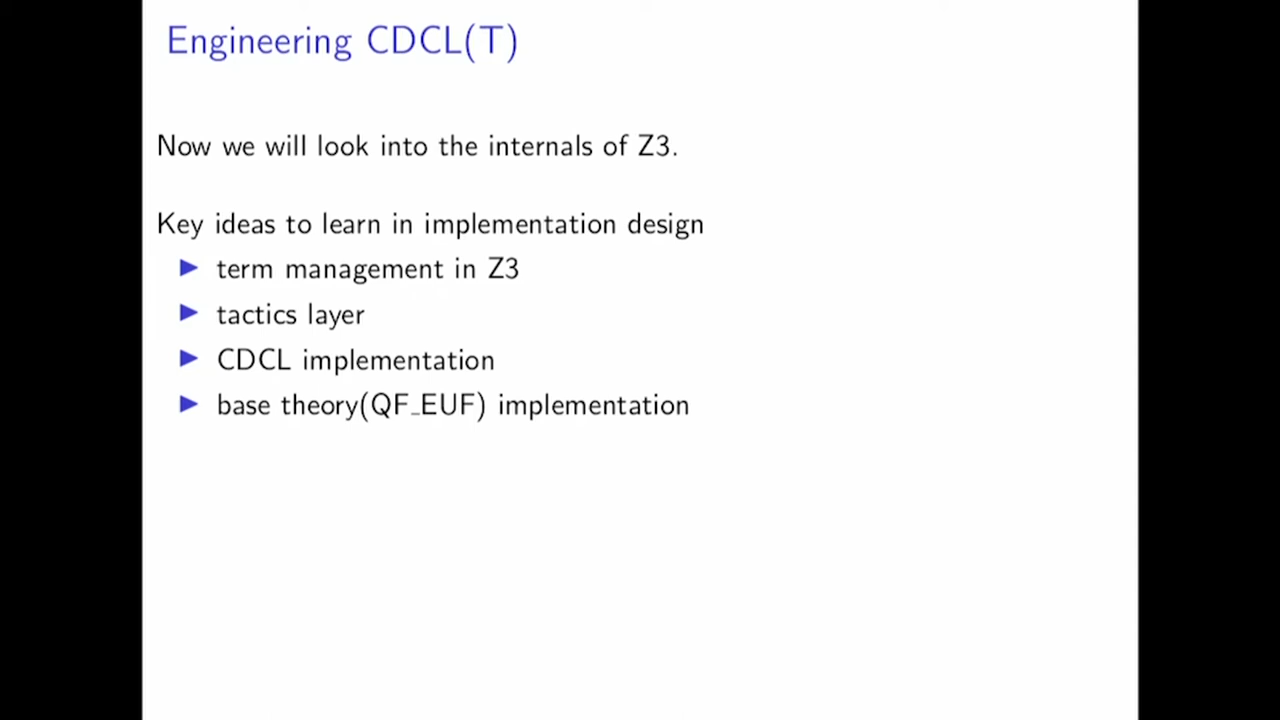 Engineering CDCL(T)
Now we will look into the internals of Z3.
Key ideas to learn in implementation design
▶ term management in Z3
▶ tactics layer
▶ CDCL implementation
▶ base theory(QF_EUF) implementation